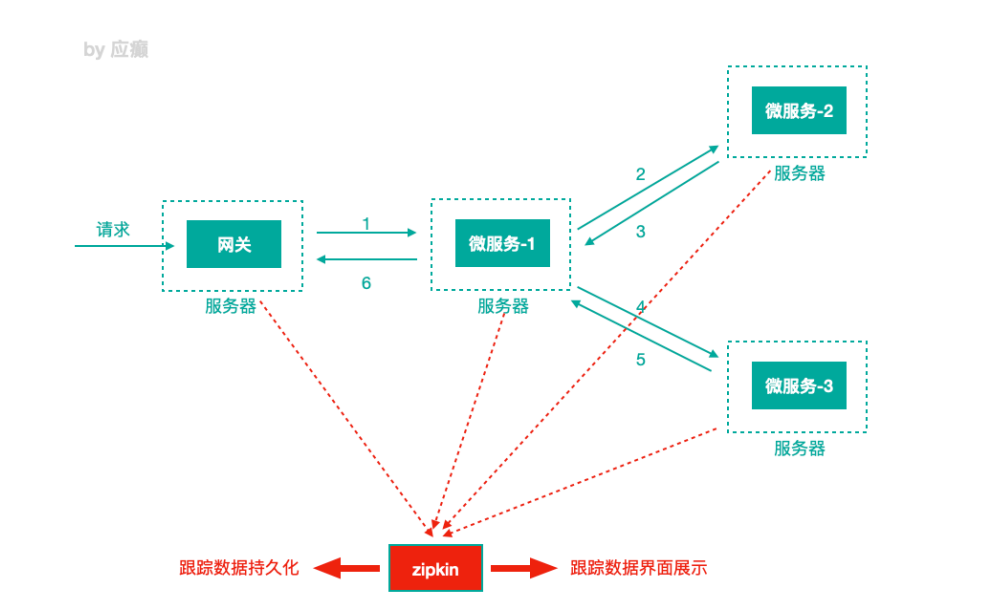 by 应癫
微服务-2
服务器
2
3
请求
网关
服务器
1
6
微服务-1
服务器
4
5
微服务-3
服务器
跟踪数据持久化
zipkin
跟踪数据界面展示